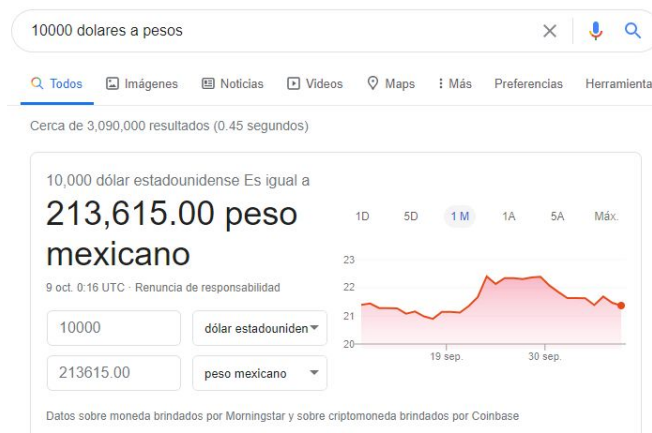 10000 dolares a pesos
Todos Imágenes Noticias Videos Maps Más Preferencias Herramienta
Cerca de 3,090,000 resultados (0.45 segundos)
10,000 dólar estadounidense Es igual a
213,615.00 peso
mexicano
9 oct. 0:16 UTC · Renuncia de responsabilidad
10000 dólar estadouniden
213615.00 peso mexicano
1D 5D 1 M 1A 5A Máx.
23
22
21
20
19 sep. 30 sep.
Datos sobre moneda brindados por Morningstar y sobre criptomoneda brindados por Coinbase